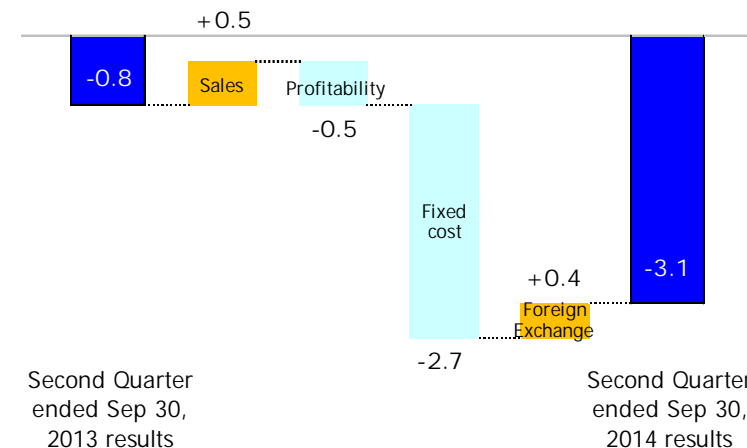 +0.5
-0.8
Sales
Profitability
-0.5
Fixed
cost
+0.4
-3.1
Foreign
Exchange
-2.7
Second Quarter
ended Sep 30,
2013 results
Second Quarter
ended Sep 30,
2014 results